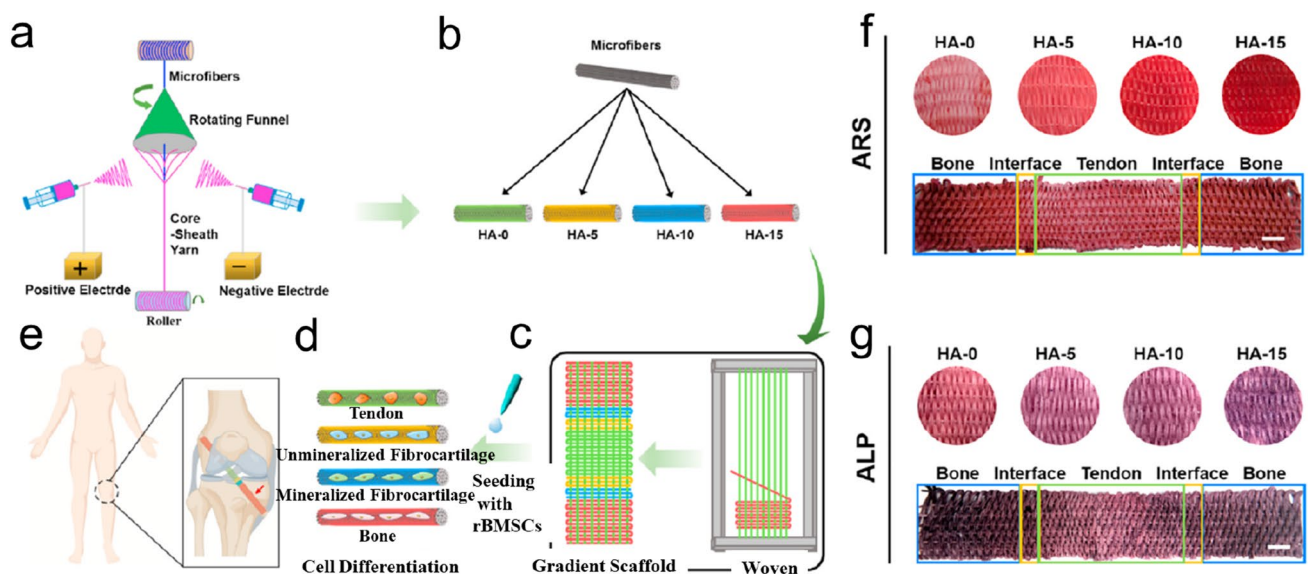 a
Microfibers
Rotating Funnel
Core
-Sheath
Yarn
+
−
Positive Electrde
Negative Electrde
Roller
b
Microfibers
HA-0 HA-5 HA-10 HA-15
e
d
Tendon
Unmineralized Fibrocartilage
Mineralized Fibrocartilage
Bone
Cell Differentiation
Seeding
with
rBMSCs
c
Gradient Scaffold
Woven
f
ARS
HA-0 HA-5 HA-10 HA-15
Bone Interface Tendon Interface Bone
g
ALP
HA-0 HA-5 HA-10 HA-15
Bone Interface Tendon Interface Bone